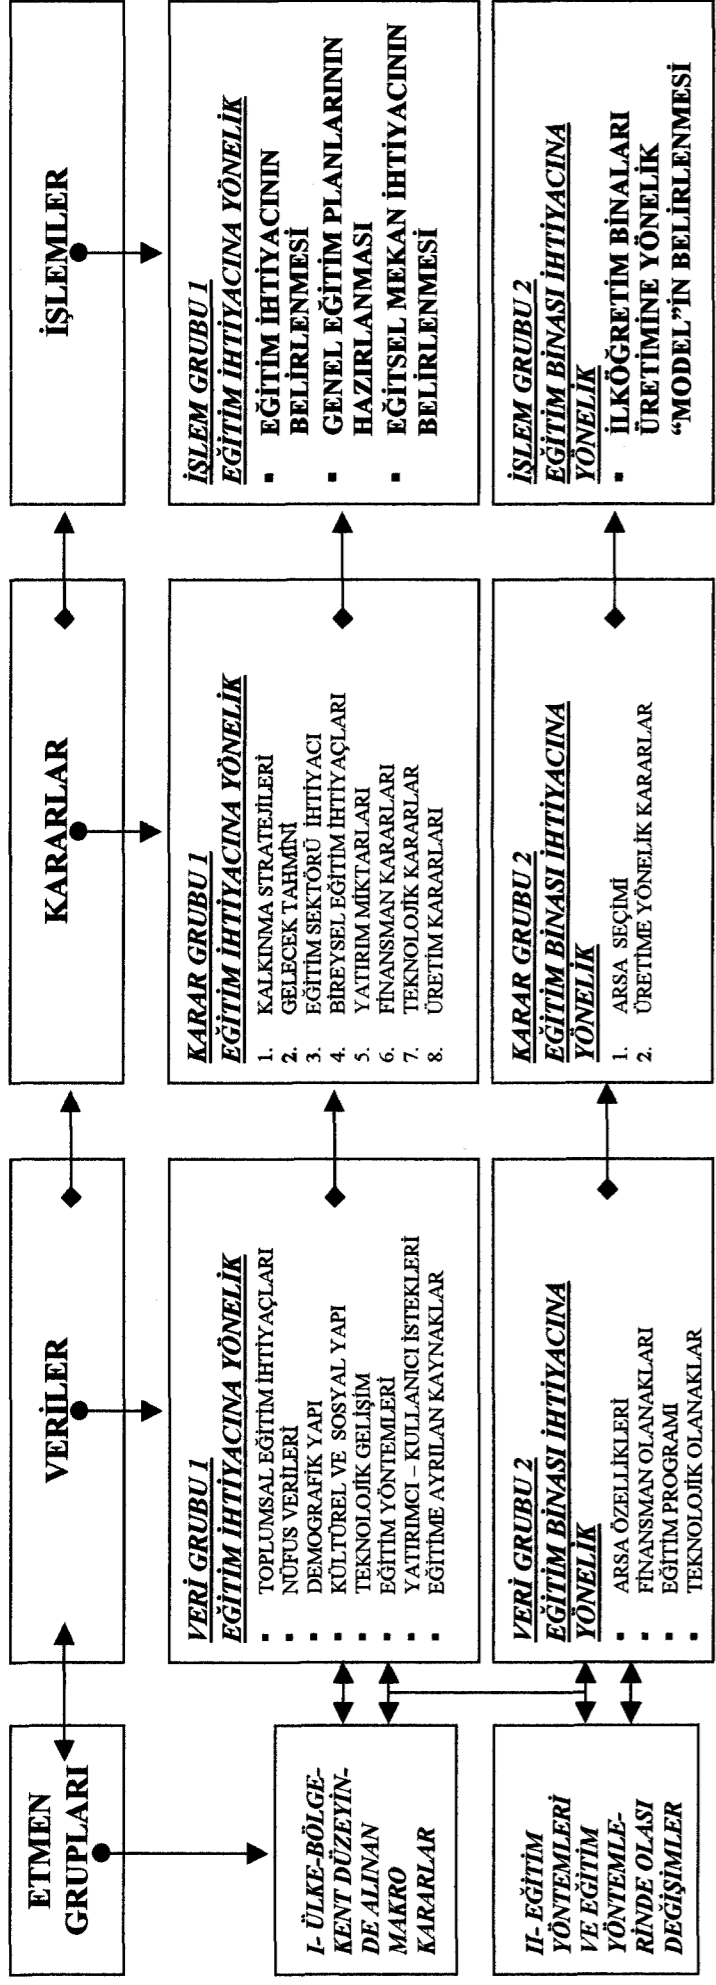 ETMEN
GRUPLARI
VERİLER
KARARLAR
İŞLEMLER
I- ÜLKE-BÖLGE-
KENT DÜZEYİN-
DE ALINAN
MAKRO
KARARLAR
VERİ GRUBU 1
EĞİTİM İHTİYACINA YÖNELİK
▪ TOPLUMSAL EĞİTİM İHTİYAÇLARI
▪ NÜFUS VERİLERİ
▪ DEMOGRAFİK YAPI
▪ KÜLTÜREL VE SOSYAL YAPI
▪ TEKNOLOJİK GELİŞİM
▪ EĞİTİM YÖNTEMLERİ
▪ YATIRIMCI – KULLANICI İSTEKLERİ
▪ EĞİTİME AYRILAN KAYNAKLAR
KARAR GRUBU 1
EĞİTİM İHTİYACINA YÖNELİK
1. KALKINMA STRATEJİLERİ
2. GELECEK TAHMİNİ
3. EĞİTİM SEKTÖRÜ İHTİYACI
4. BİREYSEL EĞİTİM İHTİYAÇLARI
5. YATIRIM MİKTARLARI
6. FİNANSMAN KARARLARI
7. TEKNOLOJİK KARARLAR
8. ÜRETİM KARARLARI
İŞLEM GRUBU 1
EĞİTİM İHTİYACINA YÖNELİK
▪ EĞİTİM İHTİYACININ
BELİRLENMESİ
▪ GENEL EĞİTİM PLANLARININ
HAZIRLANMASI
▪ EĞİTSEL MEKAN İHTİYACININ
BELİRLENMESİ
II- EĞİTİM
YÖNTEMLERİ
VE EĞİTİM
YÖNTEMLE-
RİNDE OLASI
DEĞİŞİMLER
VERİ GRUBU 2
EĞİTİM BİNASI İHTİYACINA
YÖNELİK
▪ ARSA ÖZELLİKLERİ
▪ FİNANSMAN OLANAKLARI
▪ EĞİTİM PROGRAMI
▪ TEKNOLOJİK OLANAKLAR
KARAR GRUBU 2
EĞİTİM BİNASI İHTİYACINA
YÖNELİK
1. ARSA SEÇİMİ
2. ÜRETİME YÖNELİK KARARLAR
İŞLEM GRUBU 2
EĞİTİM BİNASI İHTİYACINA
YÖNELİK
▪ İLKÖĞRETİM BİNALARI
ÜRETİMİNE YÖNELİK
“MODEL”İN BELİRLENMESİ